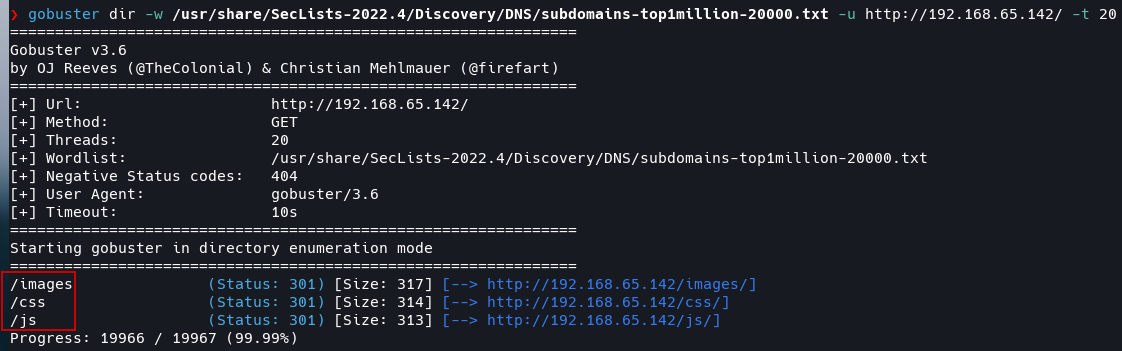 ❯ gobuster dir -w /usr/share/SecLists-2022.4/Discovery/DNS/subdomains-top1million-20000.txt -u http://192.168.65.142/ -t 20
===============================================================
Gobuster v3.6
by OJ Reeves (@TheColonial) & Christian Mehlmauer (@firefart)
===============================================================
[+] Url:                     http://192.168.65.142/
[+] Method:                  GET
[+] Threads:                 20
[+] Wordlist:                /usr/share/SecLists-2022.4/Discovery/DNS/subdomains-top1million-20000.txt
[+] Negative Status codes:   404
[+] User Agent:              gobuster/3.6
[+] Timeout:                 10s
===============================================================
Starting gobuster in directory enumeration mode
===============================================================
/images               (Status: 301) [Size: 317] [--> http://192.168.65.142/images/]
/css                  (Status: 301) [Size: 314] [--> http://192.168.65.142/css/]
/js                   (Status: 301) [Size: 313] [--> http://192.168.65.142/js/]
Progress: 19966 / 19967 (99.99%)